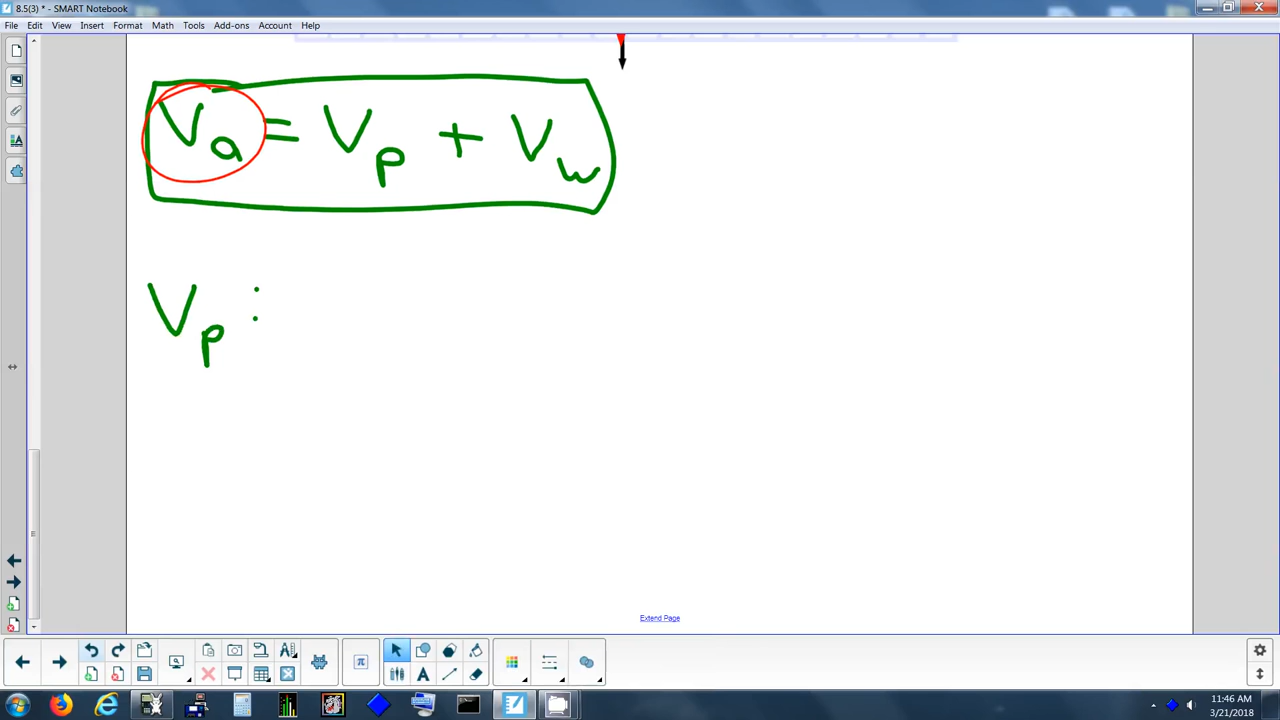 8.5(3) * - SMART Notebook
File Edit View Insert Format Math Tools Add-ons Account Help
Va = Vp + Vw
Vp :
Extend Page
11:46 AM
3/21/2018